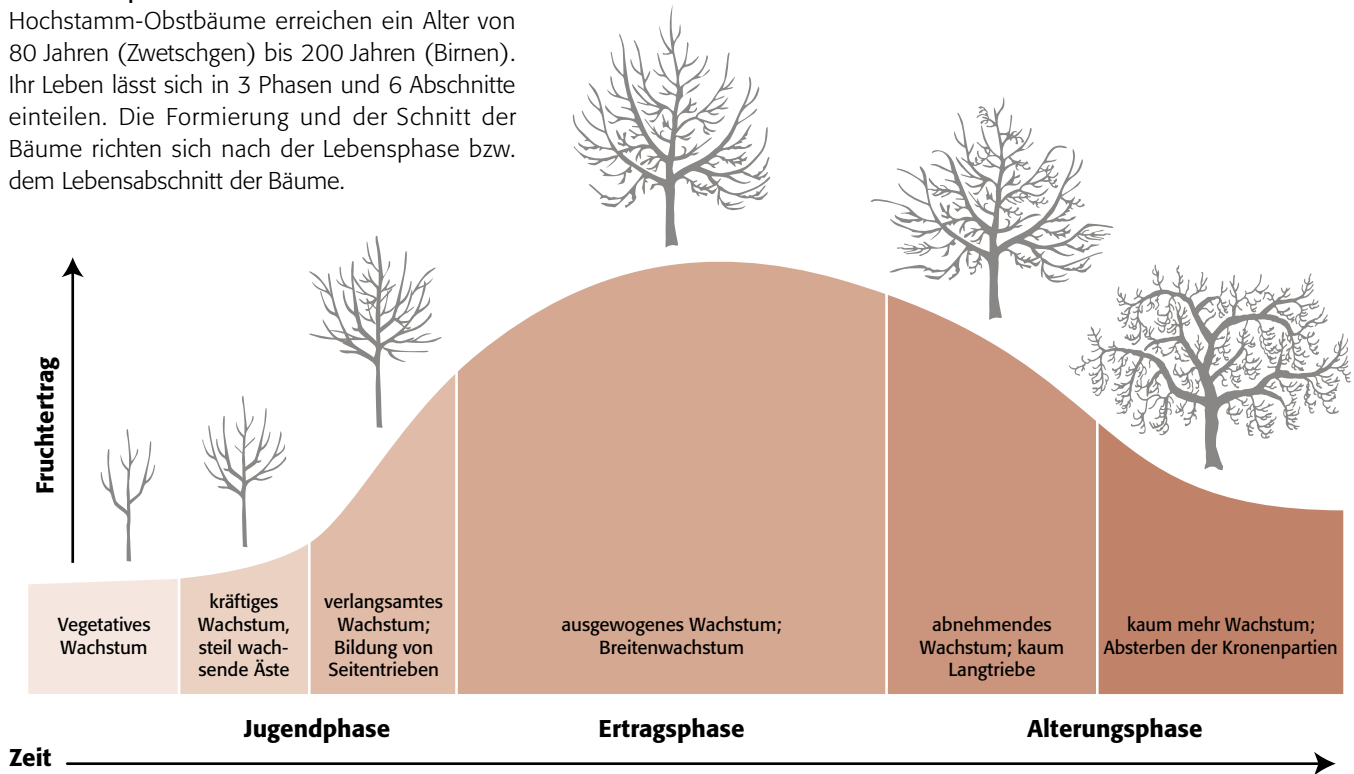 Hochstamm-Obstbäume erreichen ein Alter von
80 Jahren (Zwetschgen) bis 200 Jahren (Birnen).
Ihr Leben lässt sich in 3 Phasen und 6 Abschnitte
einteilen. Die Formierung und der Schnitt der
Bäume richten sich nach der Lebensphase bzw.
dem Lebensabschnitt der Bäume.
Fruchtertrag
Vegetatives
Wachstum
kräftiges
Wachstum,
steil wach-
sende Äste
verlangsamtes
Wachstum;
Bildung von
Seitentrieben
ausgewogenes Wachstum;
Breitenwachstum
abnehmendes
Wachstum; kaum
Langtriebe
kaum mehr Wachstum;
Absterben der Kronenpartien
Jugendphase
Ertragsphase
Alterungsphase
Zeit